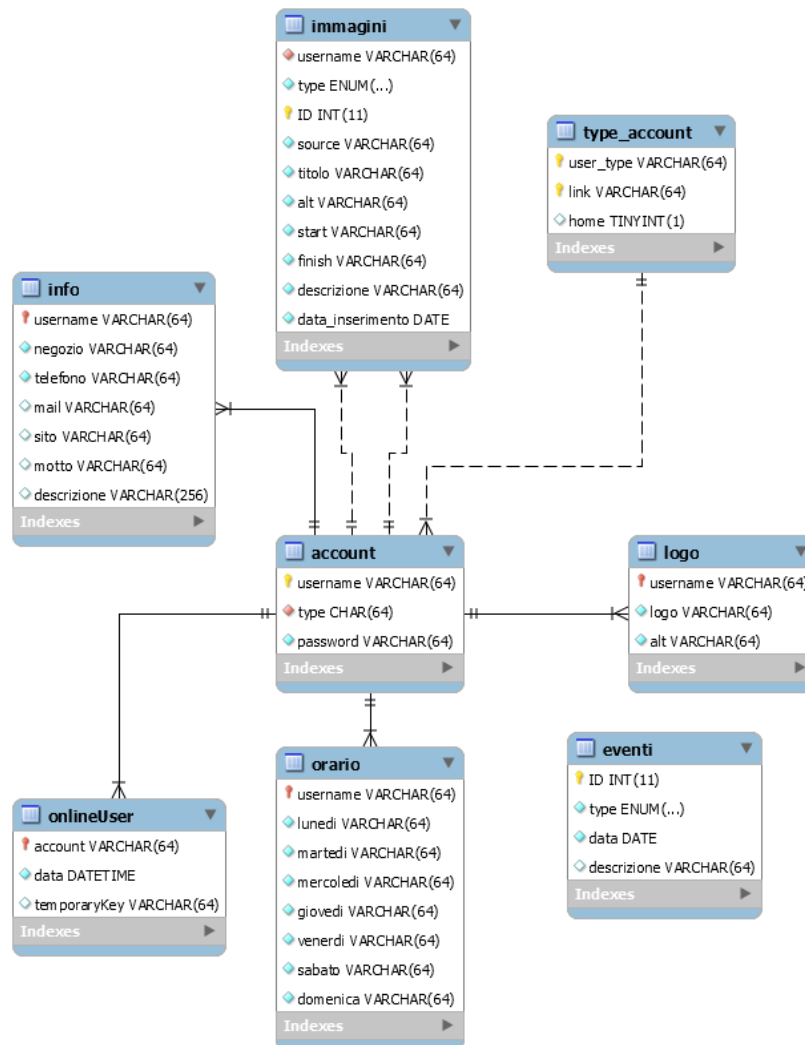 immagini
username VARCHAR(64)
type ENUM(...)
ID INT(11)
source VARCHAR(64)
titolo VARCHAR(64)
alt VARCHAR(64)
start VARCHAR(64)
finish VARCHAR(64)
descrizione VARCHAR(64)
data_inserimento DATE
Indexes
type_account
user_type VARCHAR(64)
link VARCHAR(64)
home TINYINT(1)
Indexes
info
username VARCHAR(64)
negozio VARCHAR(64)
telefono VARCHAR(64)
mail VARCHAR(64)
sito VARCHAR(64)
motto VARCHAR(64)
descrizione VARCHAR(256)
Indexes
account
username VARCHAR(64)
type CHAR(64)
password VARCHAR(64)
Indexes
logo
username VARCHAR(64)
logo VARCHAR(64)
alt VARCHAR(64)
Indexes
onlineUser
account VARCHAR(64)
data DATETIME
temporaryKey VARCHAR(64)
Indexes
orario
username VARCHAR(64)
lunedi VARCHAR(64)
martedi VARCHAR(64)
mercoledi VARCHAR(64)
giovedi VARCHAR(64)
venerdi VARCHAR(64)
sabato VARCHAR(64)
domenica VARCHAR(64)
Indexes
eventi
ID INT(11)
type ENUM(...)
data DATE
descrizione VARCHAR(64)
Indexes